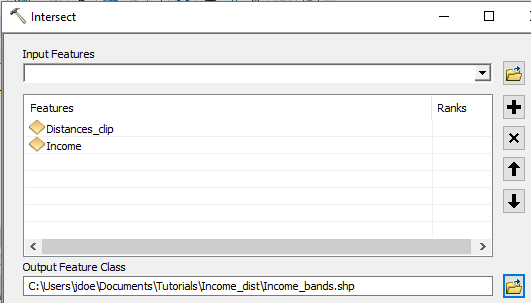 Intersect
Input Features
Features Ranks
Distances_clip
Income
Output Feature Class
C:\Users\jdoe\Documents\Tutorials\Income_dist\Income_bands.shp